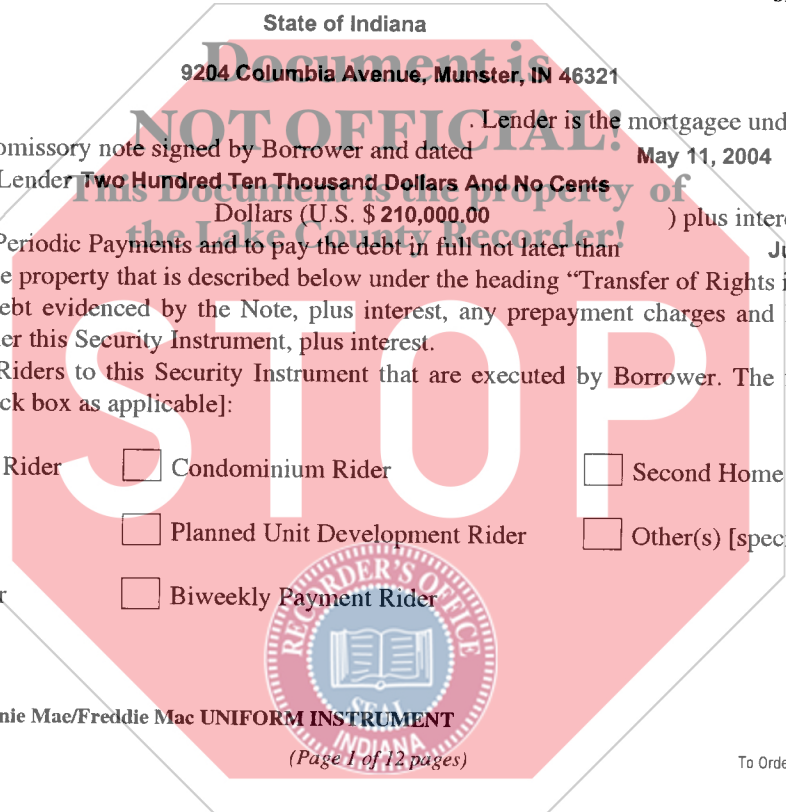 State of Indiana
Document is
9204 Columbia Avenue, Munster, IN 46321
NOT OFFICIAL!
. Lender is the mortgagee und
omissory note signed by Borrower and dated May 11, 2004
Lender Two Hundred Ten Thousand Dollars And No Cents
This Document is the property of
Dollars (U.S. $ 210,000.00 ) plus intere
the Lake County Recorder!
Periodic Payments and to pay the debt in full not later than Ju
e property that is described below under the heading “Transfer of Rights i
ebt evidenced by the Note, plus interest, any prepayment charges and
er this Security Instrument, plus interest.
Riders to this Security Instrument that are executed by Borrower. The
ck box as applicable]:
STOP
Rider Condominium Rider Second Home
Planned Unit Development Rider Other(s) [speci
r Biweekly Payment Rider
RECORDER'S OFFICE
SEAL
INDIANA
nie Mae/Freddie Mac UNIFORM INSTRUMENT
(Page 1 of 12 pages)
To Orde